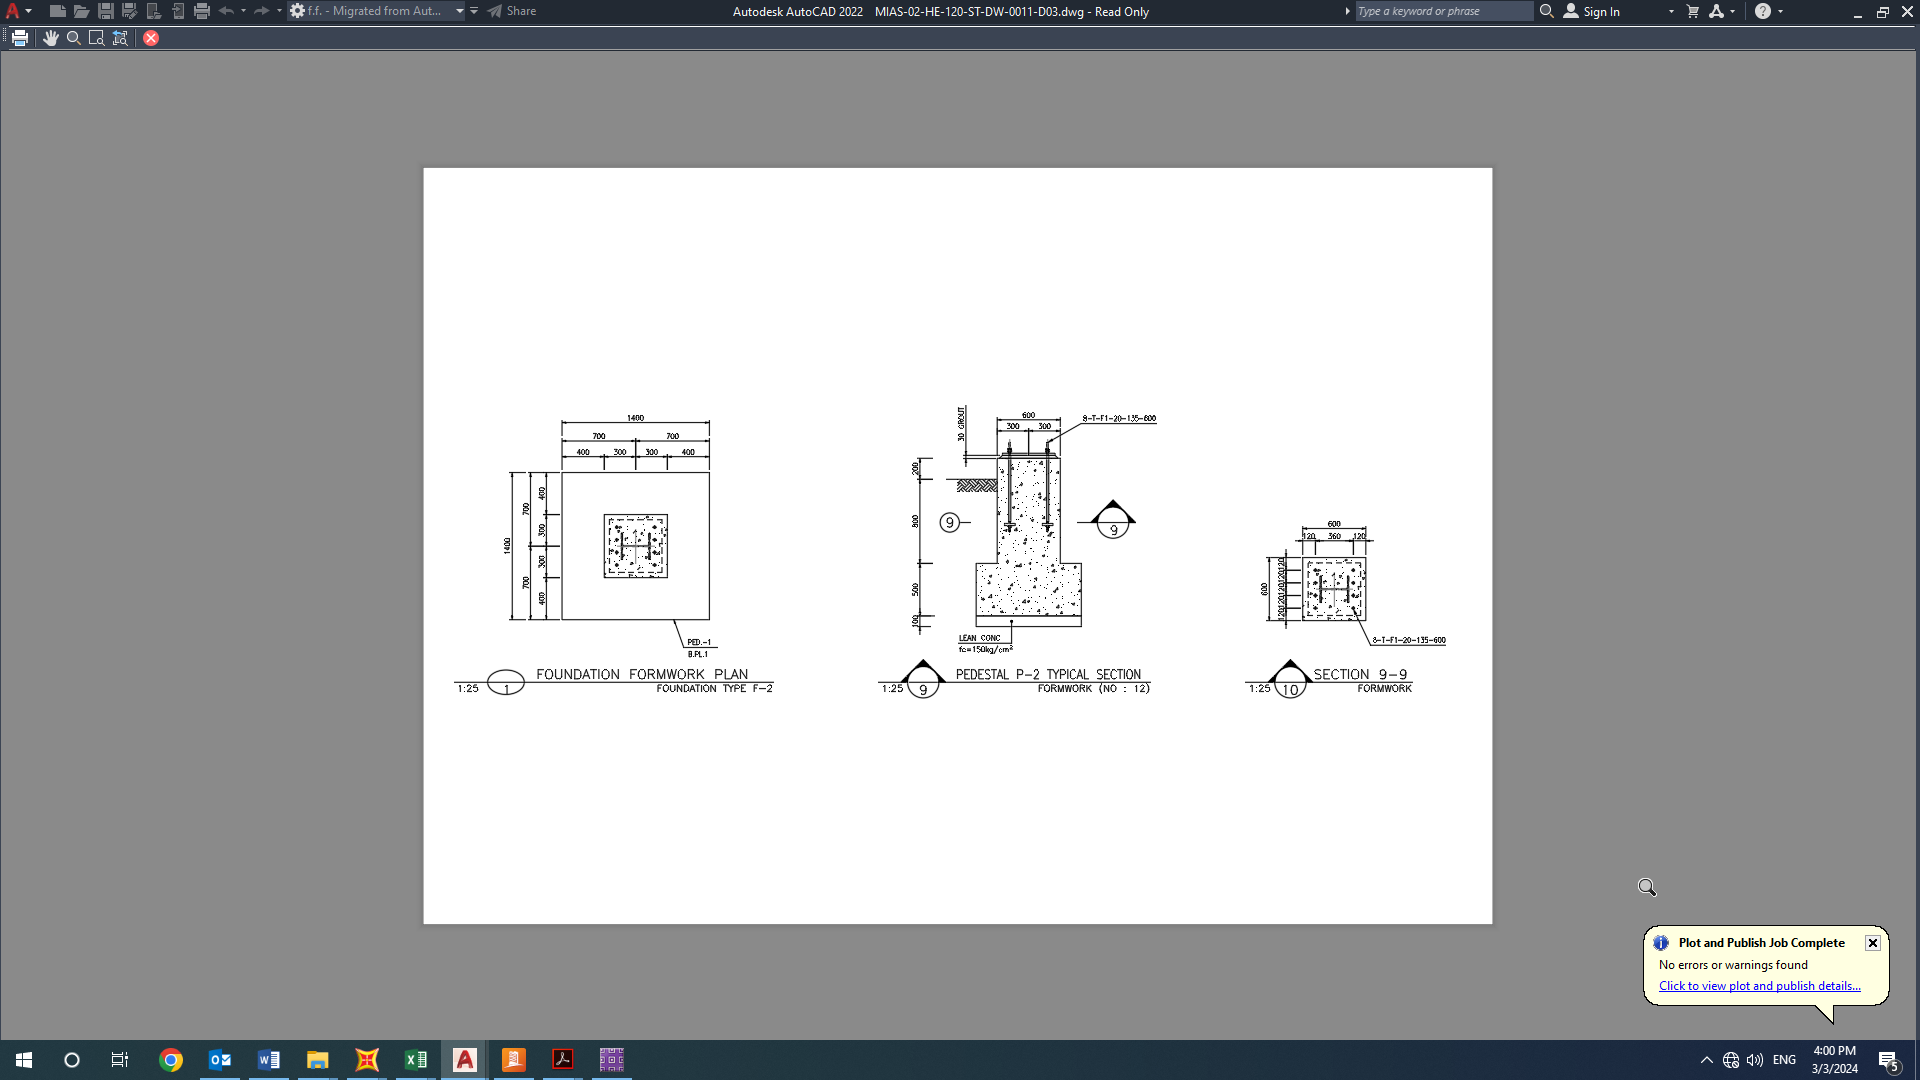 f.f. - Migrated from Aut...
Share
Autodesk AutoCAD 2022 MIAS-02-HE-120-ST-DW-0011-D03.dwg - Read Only
Type a keyword or phrase
Sign In
1400
700 700
400 300 300 400
1400
700
700
400
300
300
400
PED.-1
B.PL.1
FOUNDATION FORMWORK PLAN
1:25
1
FOUNDATION TYPE F-2
30 GROUT
600
300 300
8-T-F1-20-135-600
200
800
500
100
9
9
LEAN CONC
fc=150kg/cm²
PEDESTAL P-2 TYPICAL SECTION
1:25
9
FORMWORK (NO : 12)
600
120 360 120
600
120
120
120
120
120
8-T-F1-20-135-600
SECTION 9-9
1:25
10
FORMWORK
Plot and Publish Job Complete
No errors or warnings found
Click to view plot and publish details...
ENG
4:00 PM
3/3/2024
5